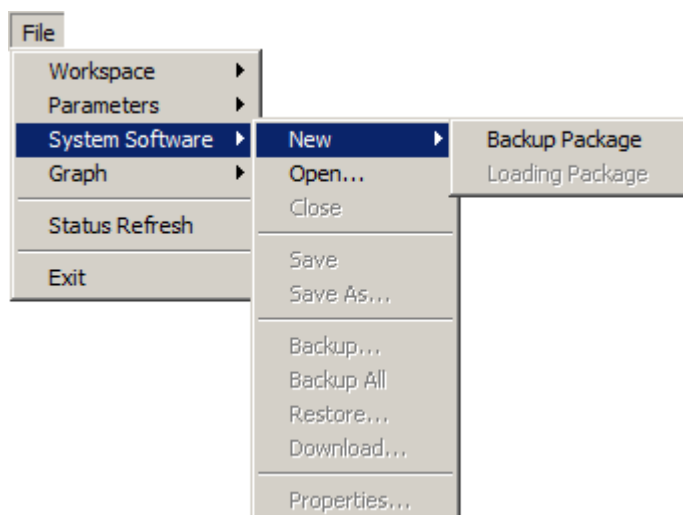 File
Workspace
Parameters
System Software
Graph
Status Refresh
Exit
New
Open...
Close
Save
Save As...
Backup...
Backup All
Restore...
Download...
Properties...
Backup Package
Loading Package